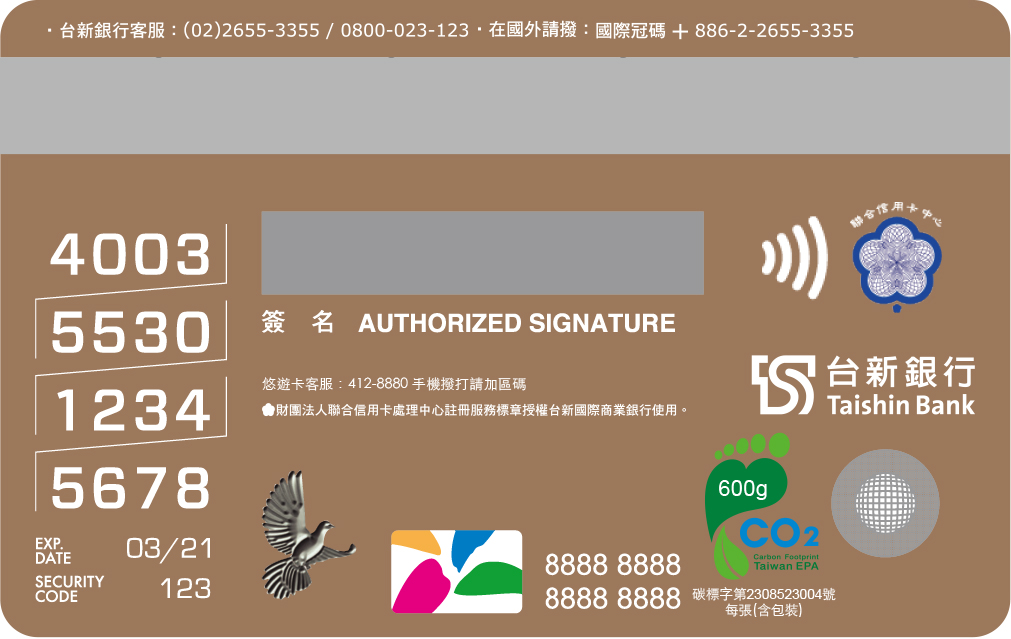 ・台新銀行客服：(02)2655-3355 / 0800-023-123・在國外請撥：國際冠碼＋886-2-2655-3355
聯合信用卡中心
4003
5530
1234
5678
EXP. DATE 03/21
SECURITY CODE 123
簽 名 AUTHORIZED SIGNATURE
悠遊卡客服：412-8880 手機撥打請加區碼
財團法人聯合信用卡處理中心註冊服務標章授權台新國際商業銀行使用。
台新銀行
Taishin Bank
600g
CO2
Carbon Footprint
Taiwan EPA
8888 8888
8888 8888
碳標字第2308523004號
每張(含包裝)